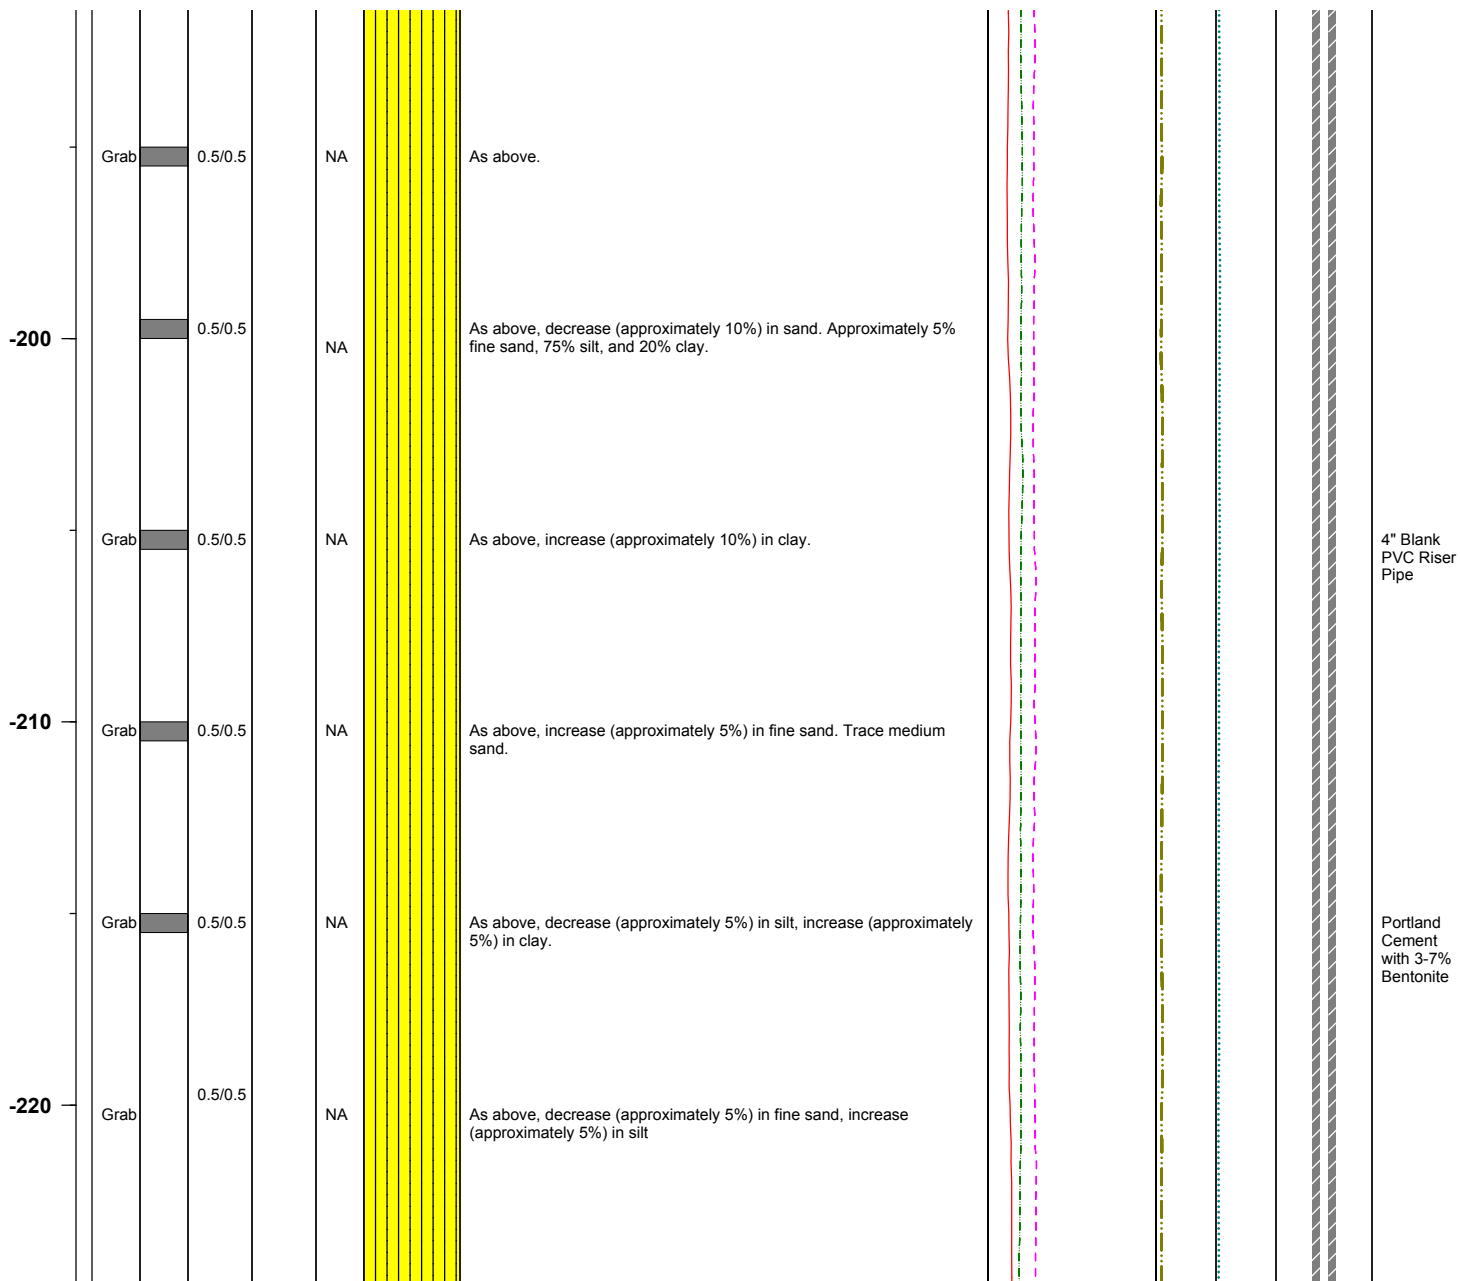 Grab 0.5/0.5 NA As above.
0.5/0.5 As above, decrease (approximately 10%) in sand. Approximately 5%
-200 NA fine sand, 75% silt, and 20% clay.
Grab 0.5/0.5 NA As above, increase (approximately 10%) in clay. 4" Blank
PVC Riser
Pipe
-210 Grab 0.5/0.5 NA As above, increase (approximately 5%) in fine sand. Trace medium
sand.
Grab 0.5/0.5 NA As above, decrease (approximately 5%) in silt, increase (approximately Portland
5%) in clay. Cement
with 3-7%
Bentonite
0.5/0.5
-220 Grab NA As above, decrease (approximately 5%) in fine sand, increase
(approximately 5%) in silt